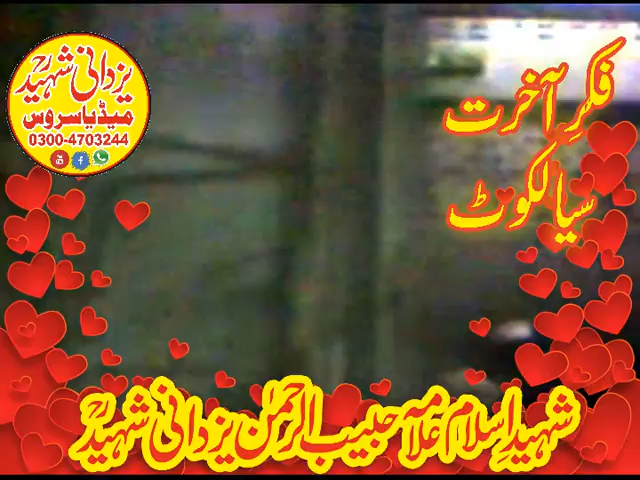 یزدانی شہیدؒ
میڈیا سروس
0300-4703244
فکرِ آخرت
سیالکوٹ
شہیدِ اسلام علامہ حبیب الرحمٰن یزدانی شہیدؒ